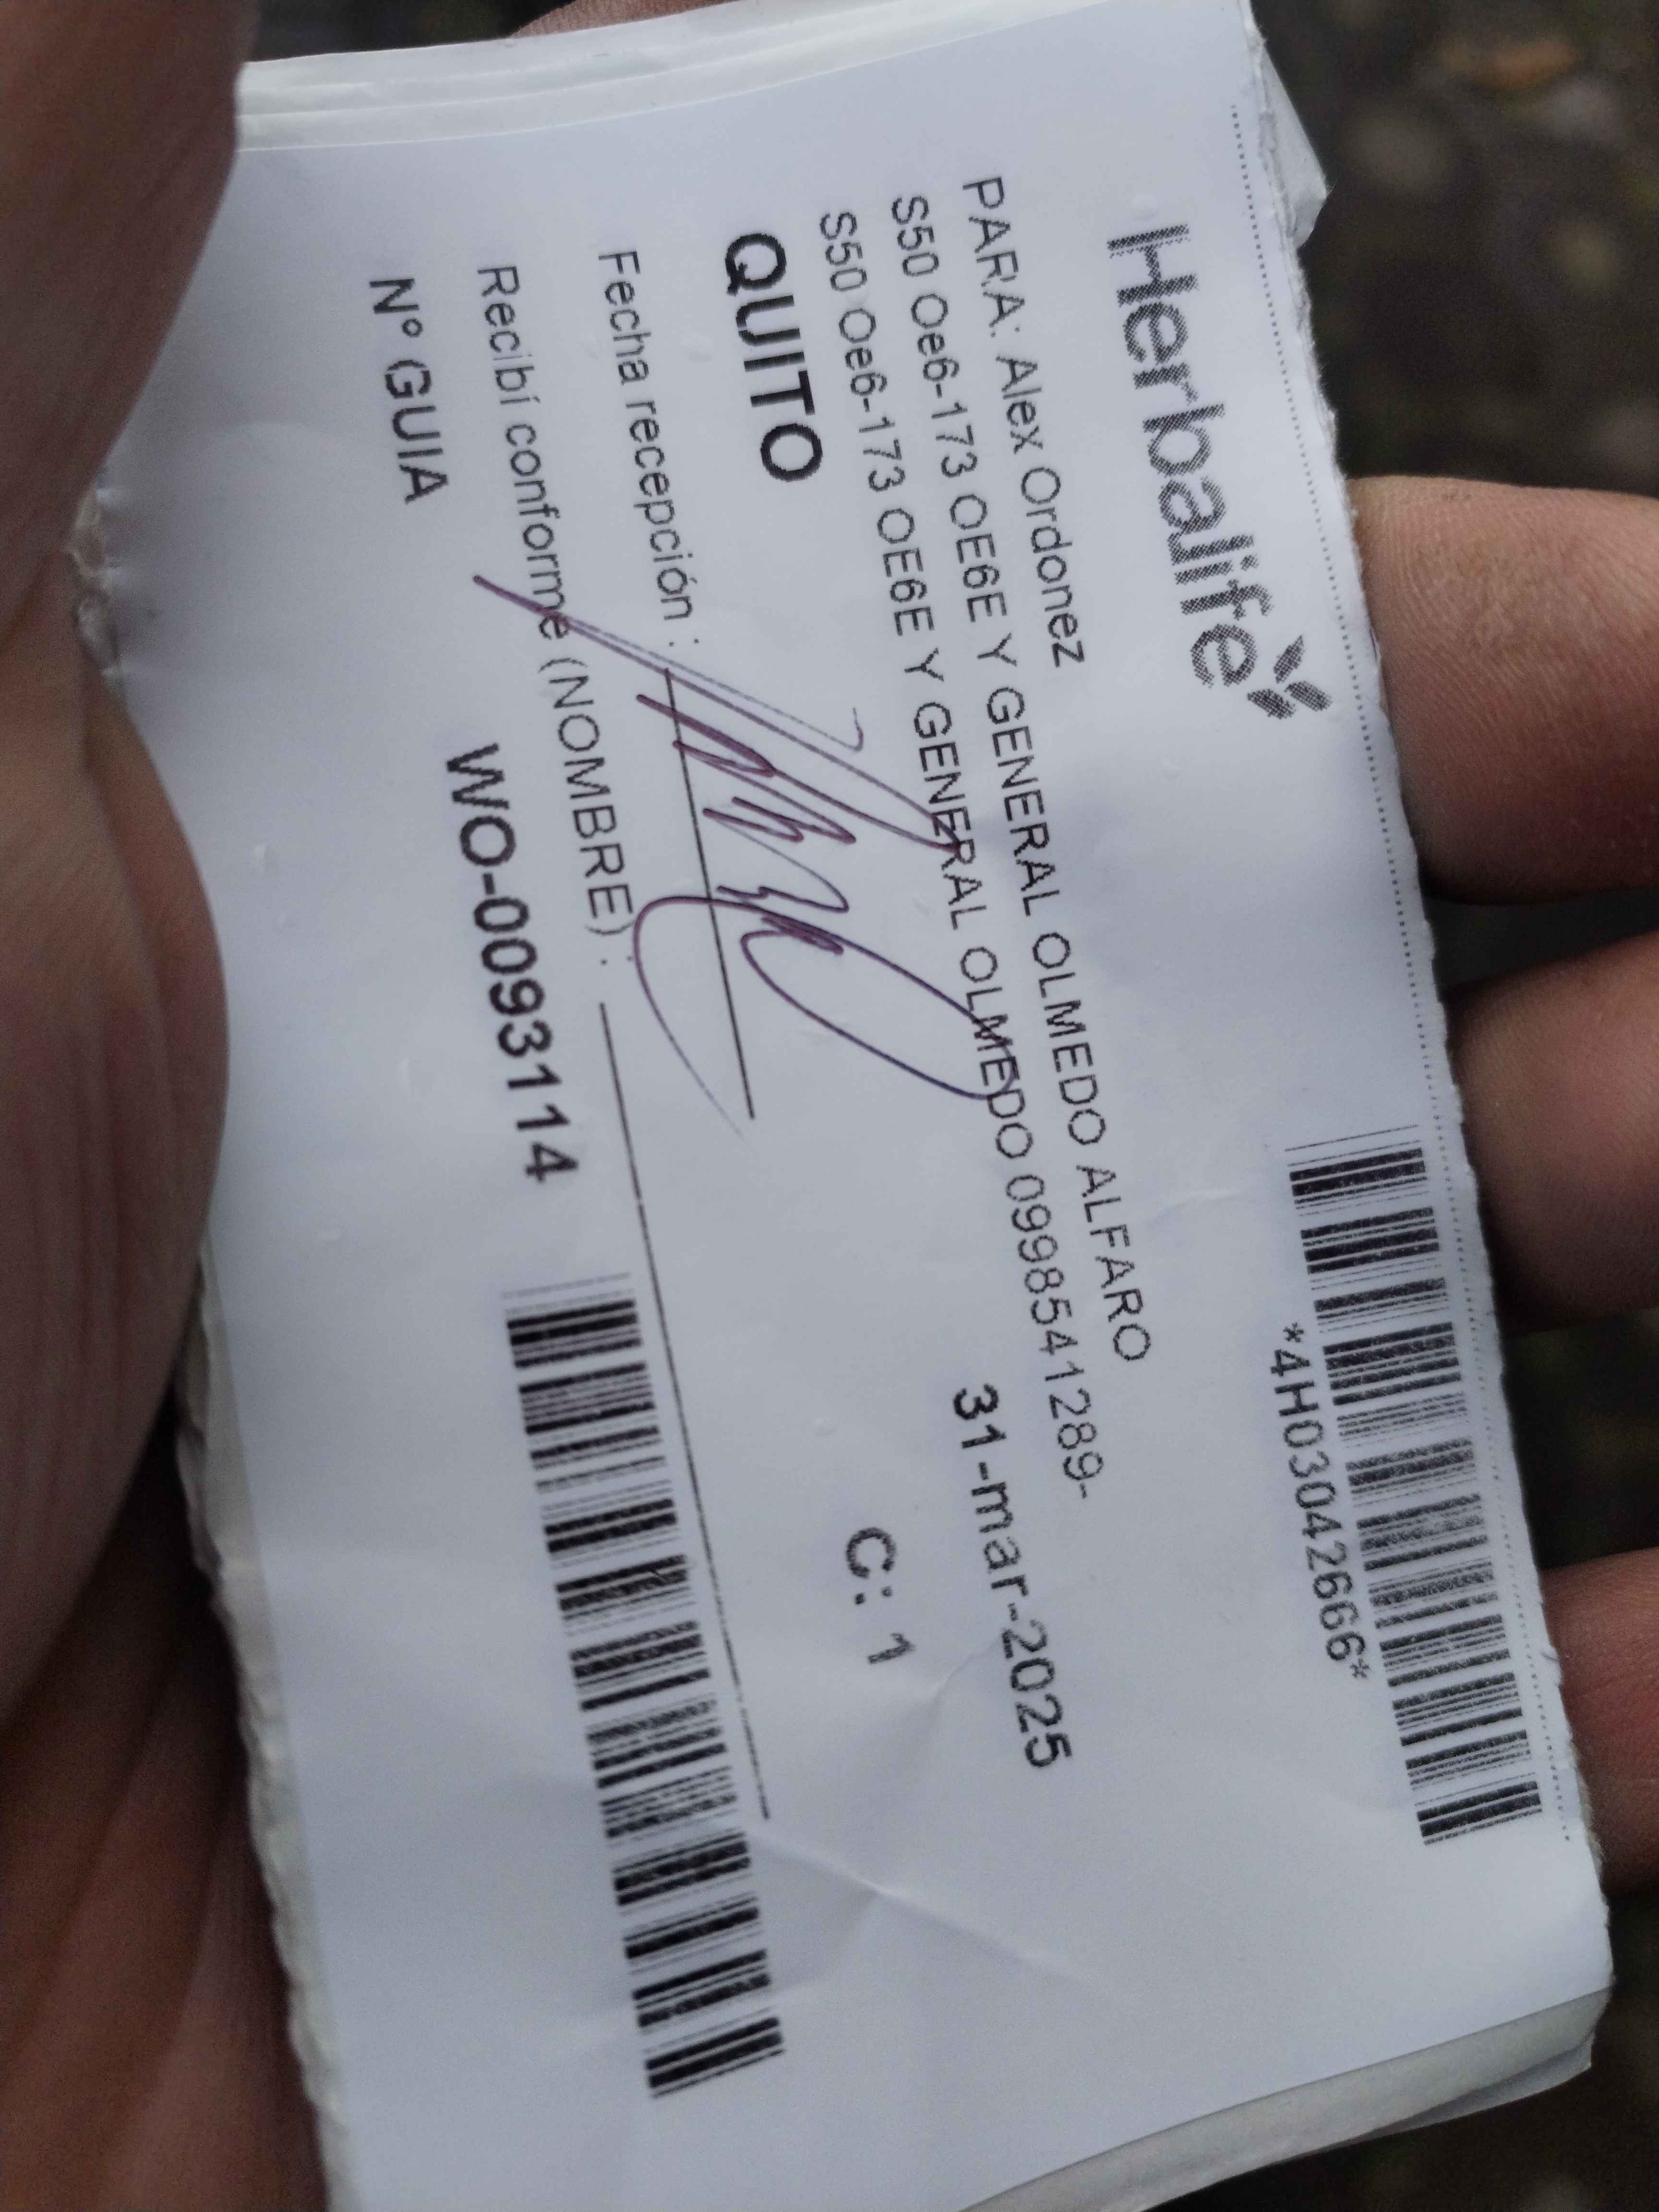 Herbalife
*4H03042666*
PARA: Alex Ordonez
S50 Oe6-173 OE6E Y GENERAL OLMEDO ALFARO
S50 Oe6-173 OE6E Y GENERAL OLMEDO 0998541289-
31-mar-2025
QUITO
C: 1
Fecha recepción :
Recibí conforme (NOMBRE) :
Nº GUIA WO-0093114